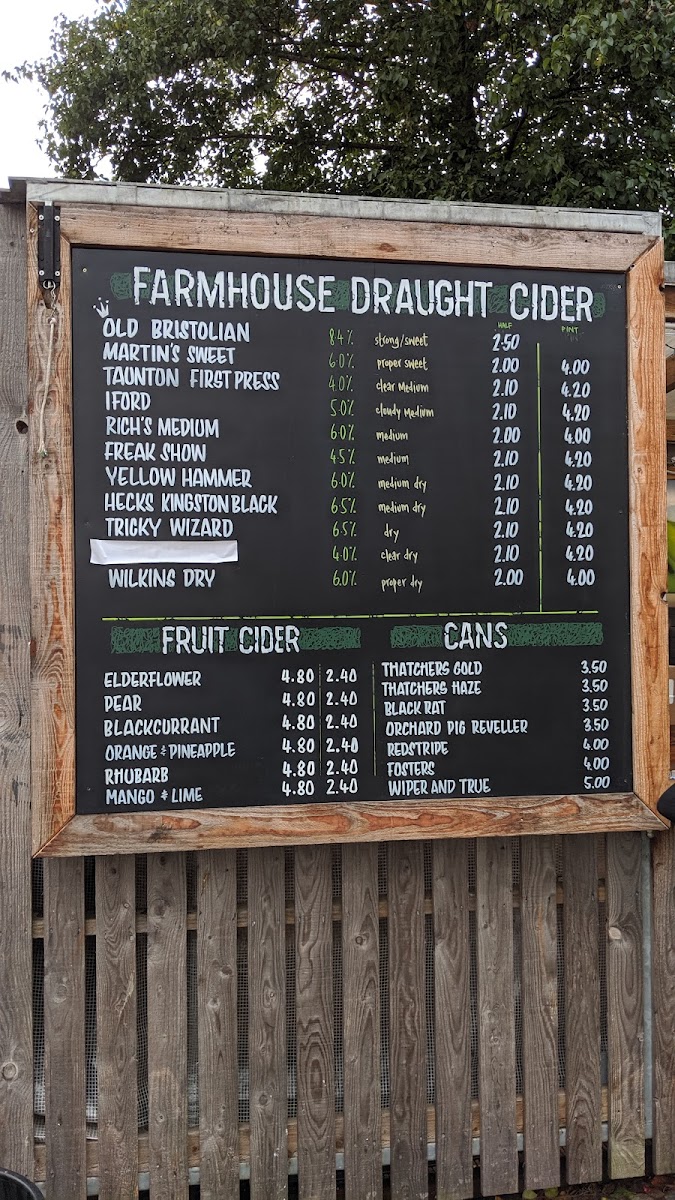 FARMHOUSE DRAUGHT CIDER
HALF PINT
OLD BRISTOLIAN 8.4% strong/sweet 2.50
MARTIN'S SWEET 6.0% proper sweet 2.00 4.00
TAUNTON FIRST PRESS 4.0% clear medium 2.10 4.20
IFORD 5.0% cloudy medium 2.10 4.20
RICH'S MEDIUM 6.0% medium 2.00 4.00
FREAK SHOW 4.5% medium 2.10 4.20
YELLOW HAMMER 6.0% medium dry 2.10 4.20
HECKS KINGSTON BLACK 6.5% medium dry 2.10 4.20
TRICKY WIZARD 6.5% dry 2.10 4.20
4.0% clear dry 2.10 4.20
WILKINS DRY 6.0% proper dry 2.00 4.00
FRUIT CIDER
ELDERFLOWER 4.80 2.40
PEAR 4.80 2.40
BLACKCURRANT 4.80 2.40
ORANGE & PINEAPPLE 4.80 2.40
RHUBARB 4.80 2.40
MANGO & LIME 4.80 2.40
CANS
THATCHERS GOLD 3.50
THATCHERS HAZE 3.50
BLACK RAT 3.50
ORCHARD PIG REVELLER 3.50
REDSTRIDE 4.00
FOSTERS 4.00
WIPER AND TRUE 5.00